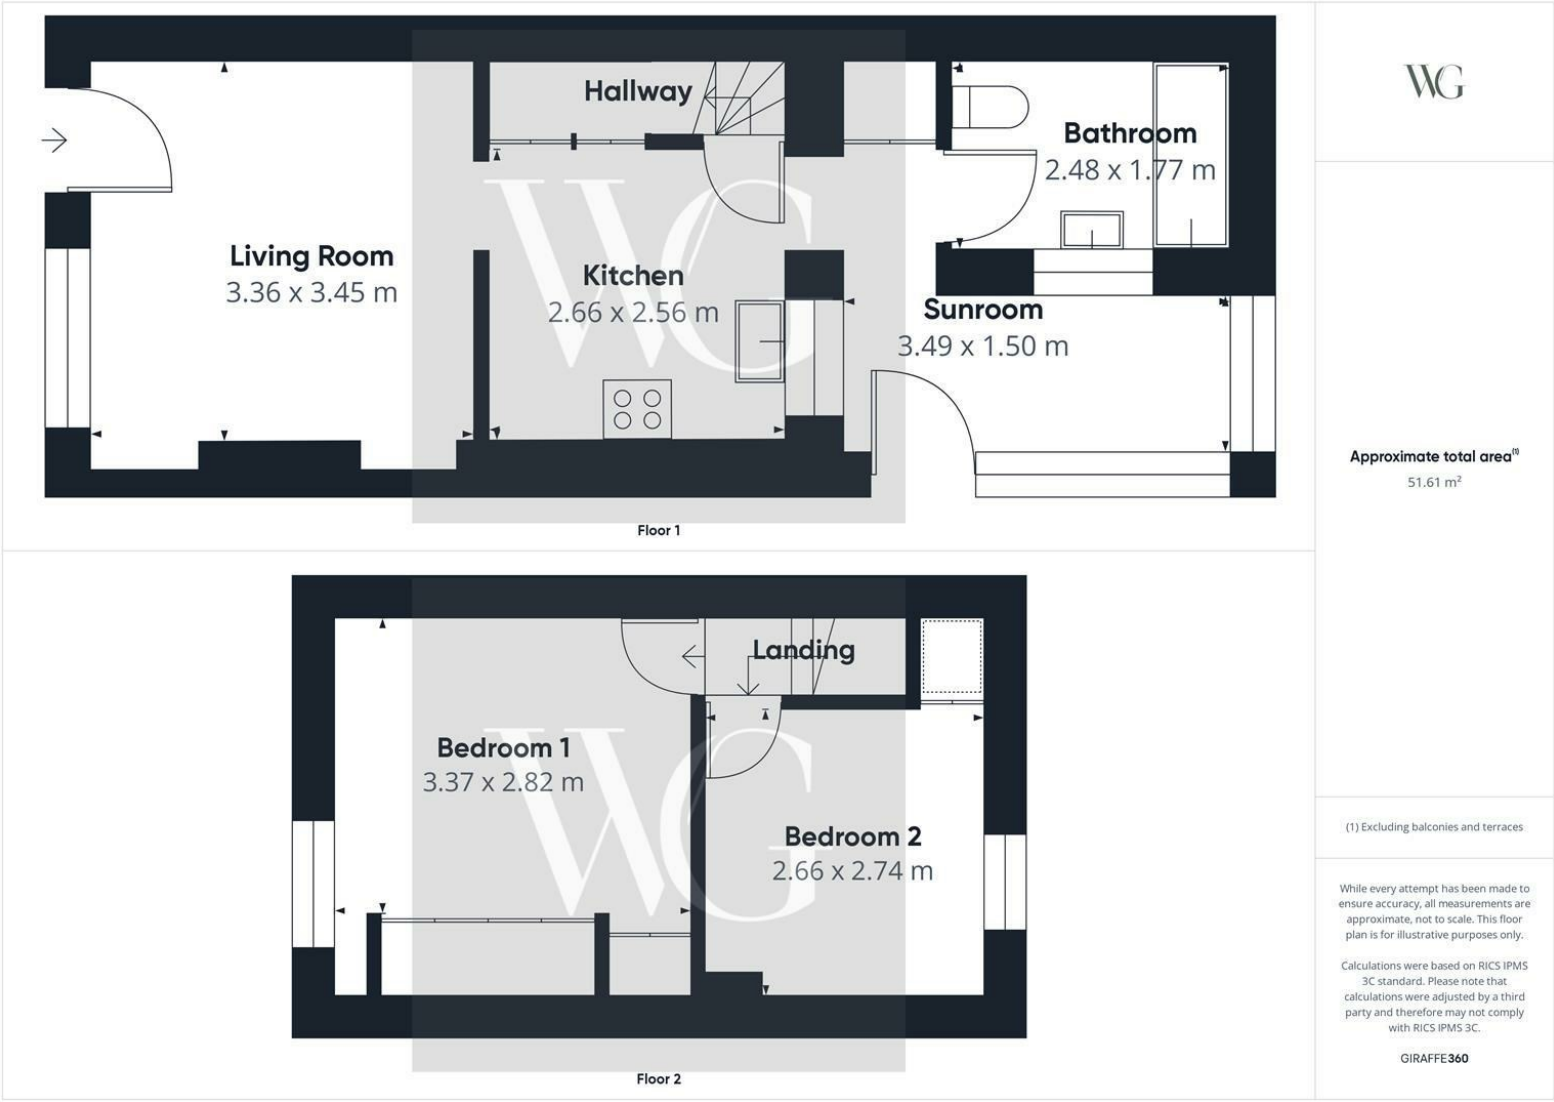 Hallway
Bathroom
2.48 x 1.77 m
Living Room
3.36 x 3.45 m
Kitchen
2.66 x 2.56 m
Sunroom
3.49 x 1.50 m
WG
Floor 1
Landing
Bedroom 1
3.37 x 2.82 m
Bedroom 2
2.66 x 2.74 m
WG
Floor 2
WG
Approximate total area(1)
51.61 m²
(1) Excluding balconies and terraces
While every attempt has been made to
ensure accuracy, all measurements are
approximate, not to scale. This floor
plan is for illustrative purposes only.
Calculations were based on RICS IPMS
3C standard. Please note that
calculations were adjusted by a third
party and therefore may not comply
with RICS IPMS 3C.
GIRAFFE360